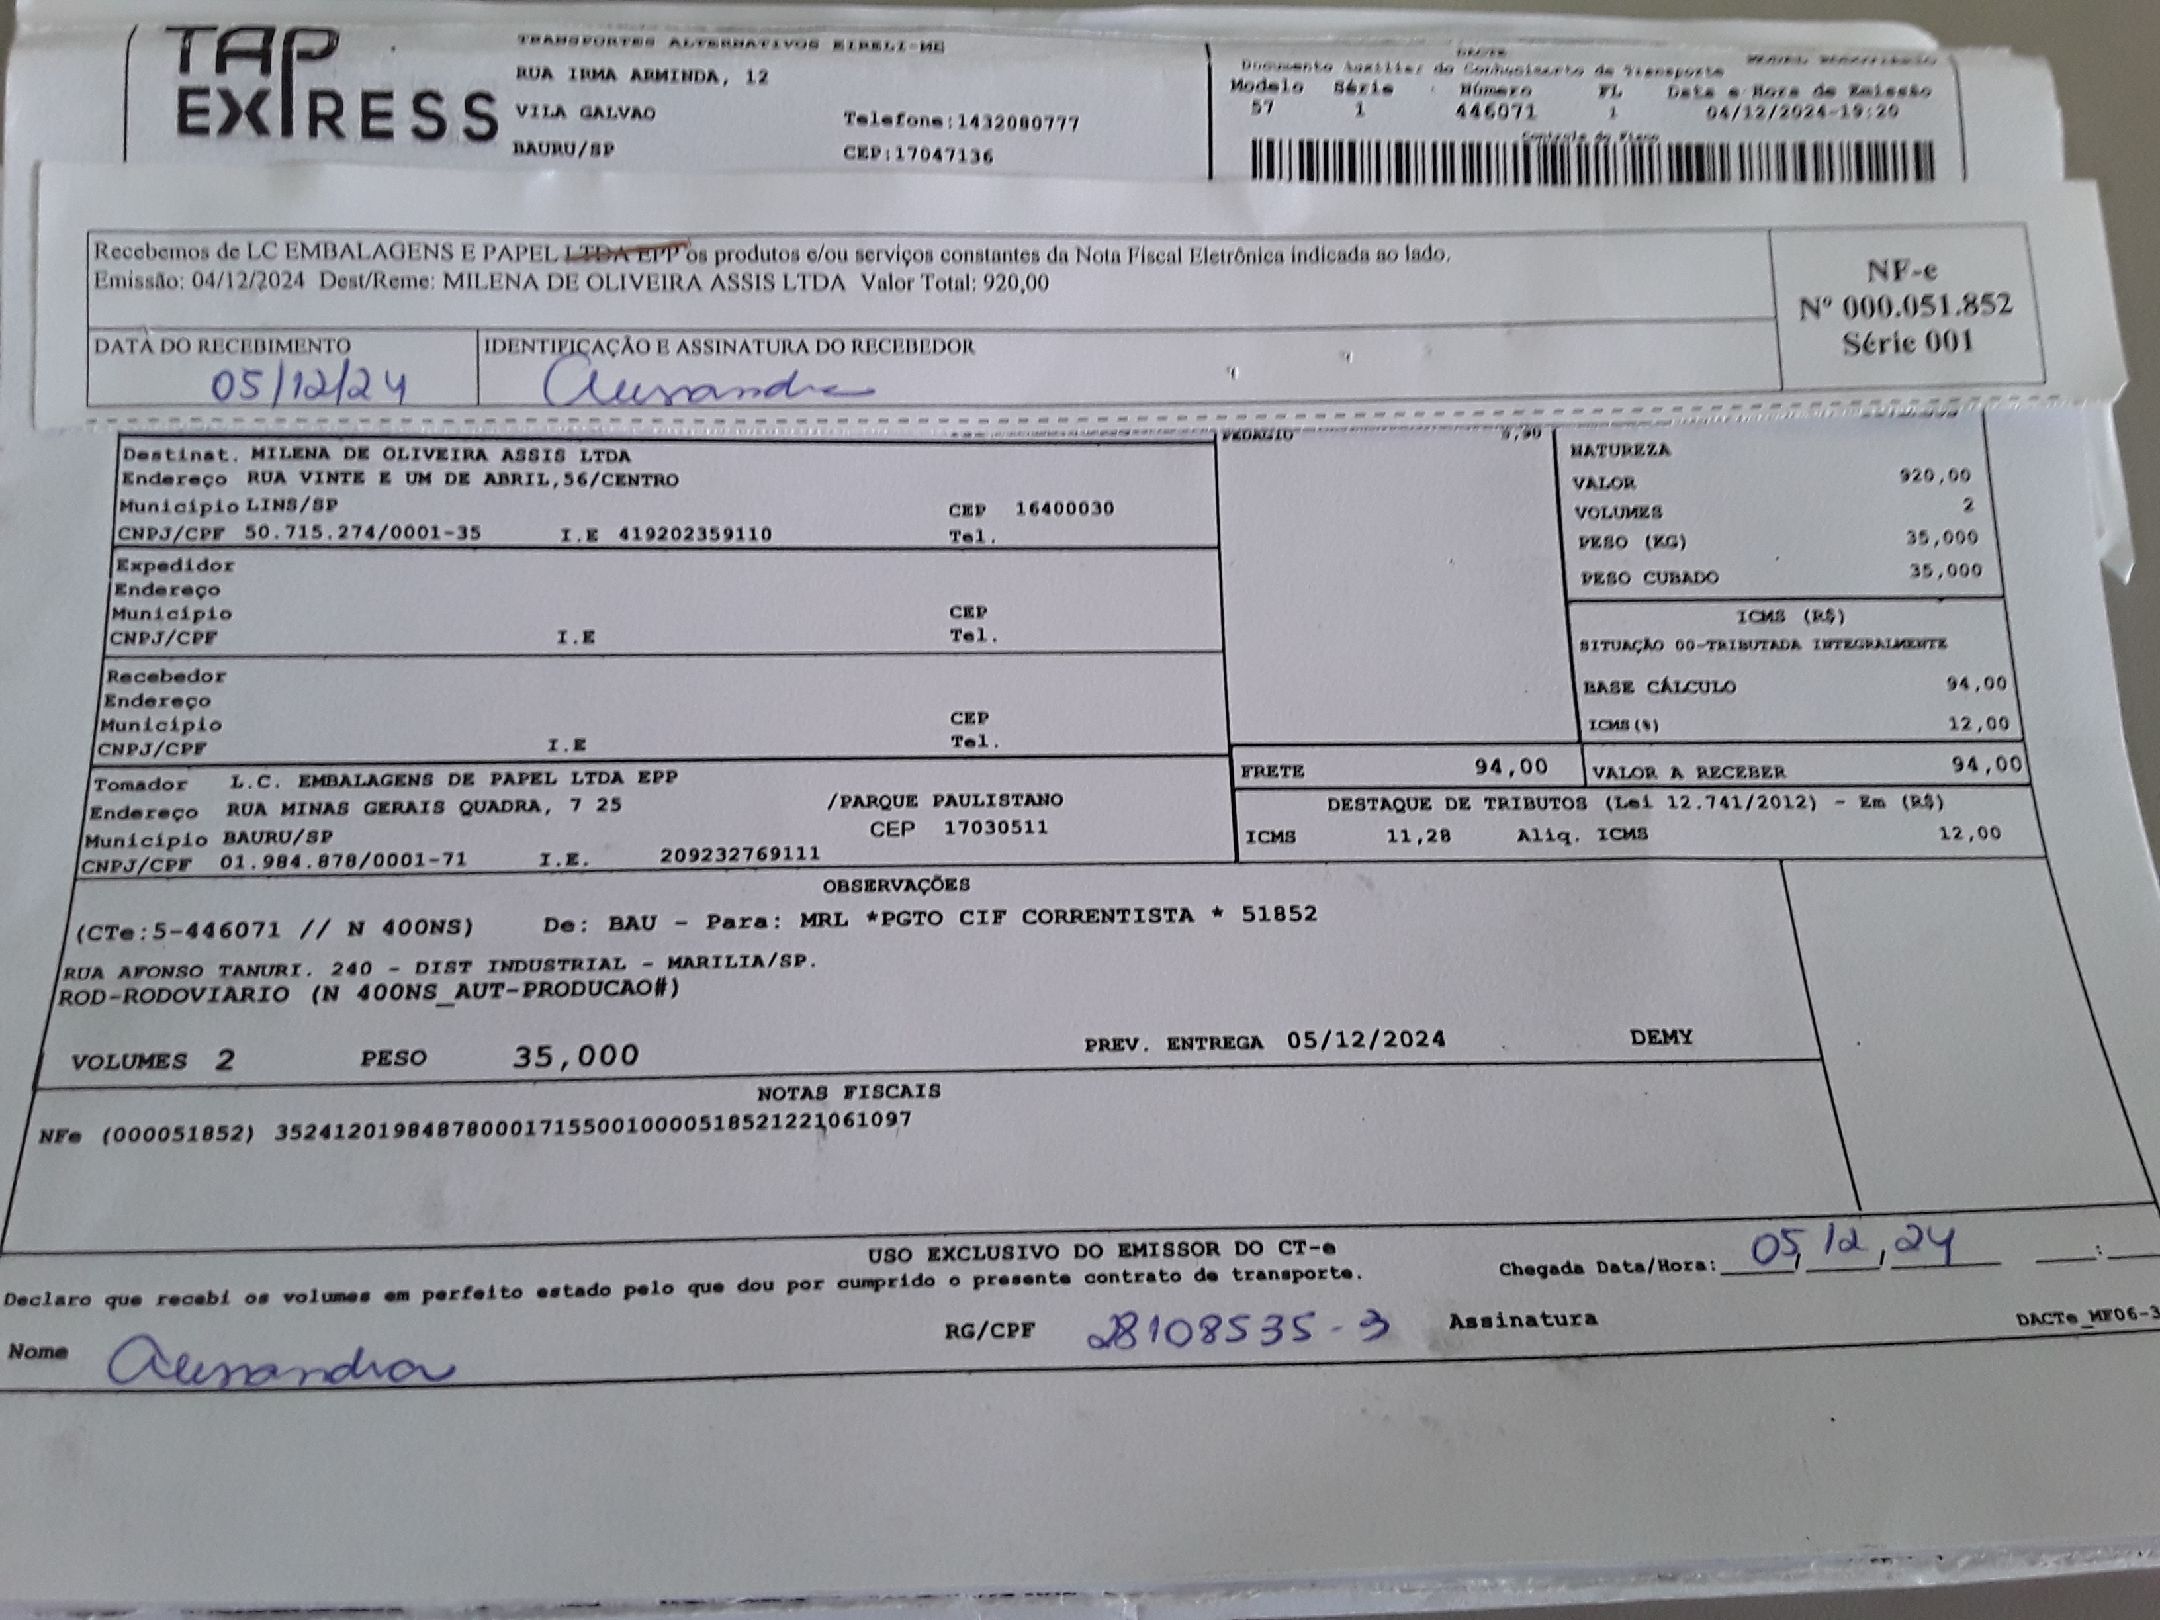 TAP EXPRESS
TRANSPORTES ALTERNATIVOS EIRELI-ME
RUA IRMA ARMINDA, 12
VILA GALVAO Telefone:1432080777
BAURU/SP CEP:17047136
DACTE
Documento Auxiliar do Conhecimento de Transporte
Modelo Série Número FL Data e Hora de Emissão
57 1 446071 1 04/12/2024-19:20
Controle do Fisco
Recebemos de LC EMBALAGENS E PAPEL LTDA EPP os produtos e/ou serviços constantes da Nota Fiscal Eletrônica indicada ao lado.
Emissão: 04/12/2024 Dest/Reme: MILENA DE OLIVEIRA ASSIS LTDA Valor Total: 920,00
NF-e
Nº 000.051.852
Série 001
DATA DO RECEBIMENTO IDENTIFICAÇÃO E ASSINATURA DO RECEBEDOR
05/12/24 Alessandra
PEDAGIO 5,90
Destinat. MILENA DE OLIVEIRA ASSIS LTDA
Endereço RUA VINTE E UM DE ABRIL,56/CENTRO
Município LINS/SP CEP 16400030
CNPJ/CPF 50.715.274/0001-35 I.E 419202359110 Tel.
Expedidor
Endereço
Município CEP
CNPJ/CPF I.E Tel.
Recebedor
Endereço
Município CEP
CNPJ/CPF I.E Tel.
Tomador L.C. EMBALAGENS DE PAPEL LTDA EPP
Endereço RUA MINAS GERAIS QUADRA, 7 25 /PARQUE PAULISTANO
Município BAURU/SP CEP 17030511
CNPJ/CPF 01.984.878/0001-71 I.E. 209232769111
NATUREZA
VALOR 920,00
VOLUMES 2
PESO (KG) 35,000
PESO CUBADO 35,000
ICMS (R$)
SITUAÇÃO 00-TRIBUTADA INTEGRALMENTE
BASE CÁLCULO 94,00
ICMS(%) 12,00
FRETE 94,00 VALOR A RECEBER 94,00
DESTAQUE DE TRIBUTOS (Lei 12.741/2012) - Em (R$)
ICMS 11,28 Aliq. ICMS 12,00
OBSERVAÇÕES
(CTe:5-446071 // N 400NS) De: BAU - Para: MRL *PGTO CIF CORRENTISTA * 51852
RUA AFONSO TANURI. 240 - DIST INDUSTRIAL - MARILIA/SP.
ROD-RODOVIARIO (N 400NS_AUT-PRODUCAO#)
VOLUMES 2 PESO 35,000 PREV. ENTREGA 05/12/2024 DEMY
NOTAS FISCAIS
NFe (000051852) 35241201984878000171550010000518521221061097
USO EXCLUSIVO DO EMISSOR DO CT-e
Declaro que recebi os volumes em perfeito estado pelo que dou por cumprido o presente contrato de transporte.
Chegada Data/Hora: 05/12/24 :
Nome Alessandra RG/CPF 28108535-3 Assinatura
DACTe_MF06-3